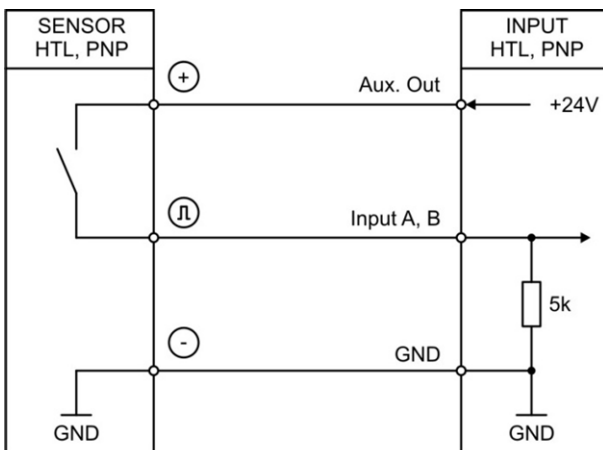 SENSOR
HTL, PNP
INPUT
HTL, PNP
+
Aux. Out
+24V
Input A, B
5k
-
GND
GND
GND